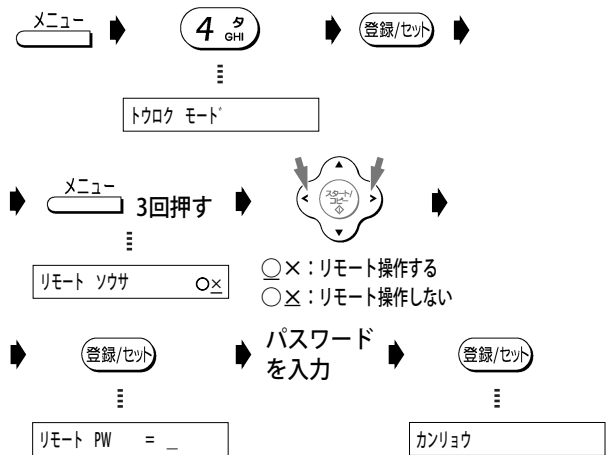 メニュー
4 タ GHI
登録/セット
トウロク モード
メニュー 3回押す
スタート/コピー
リモート ソウサ ○×
○×：リモート操作する
○×：リモート操作しない
登録/セット
パスワードを入力
登録/セット
リモート PW = _
カンリョウ